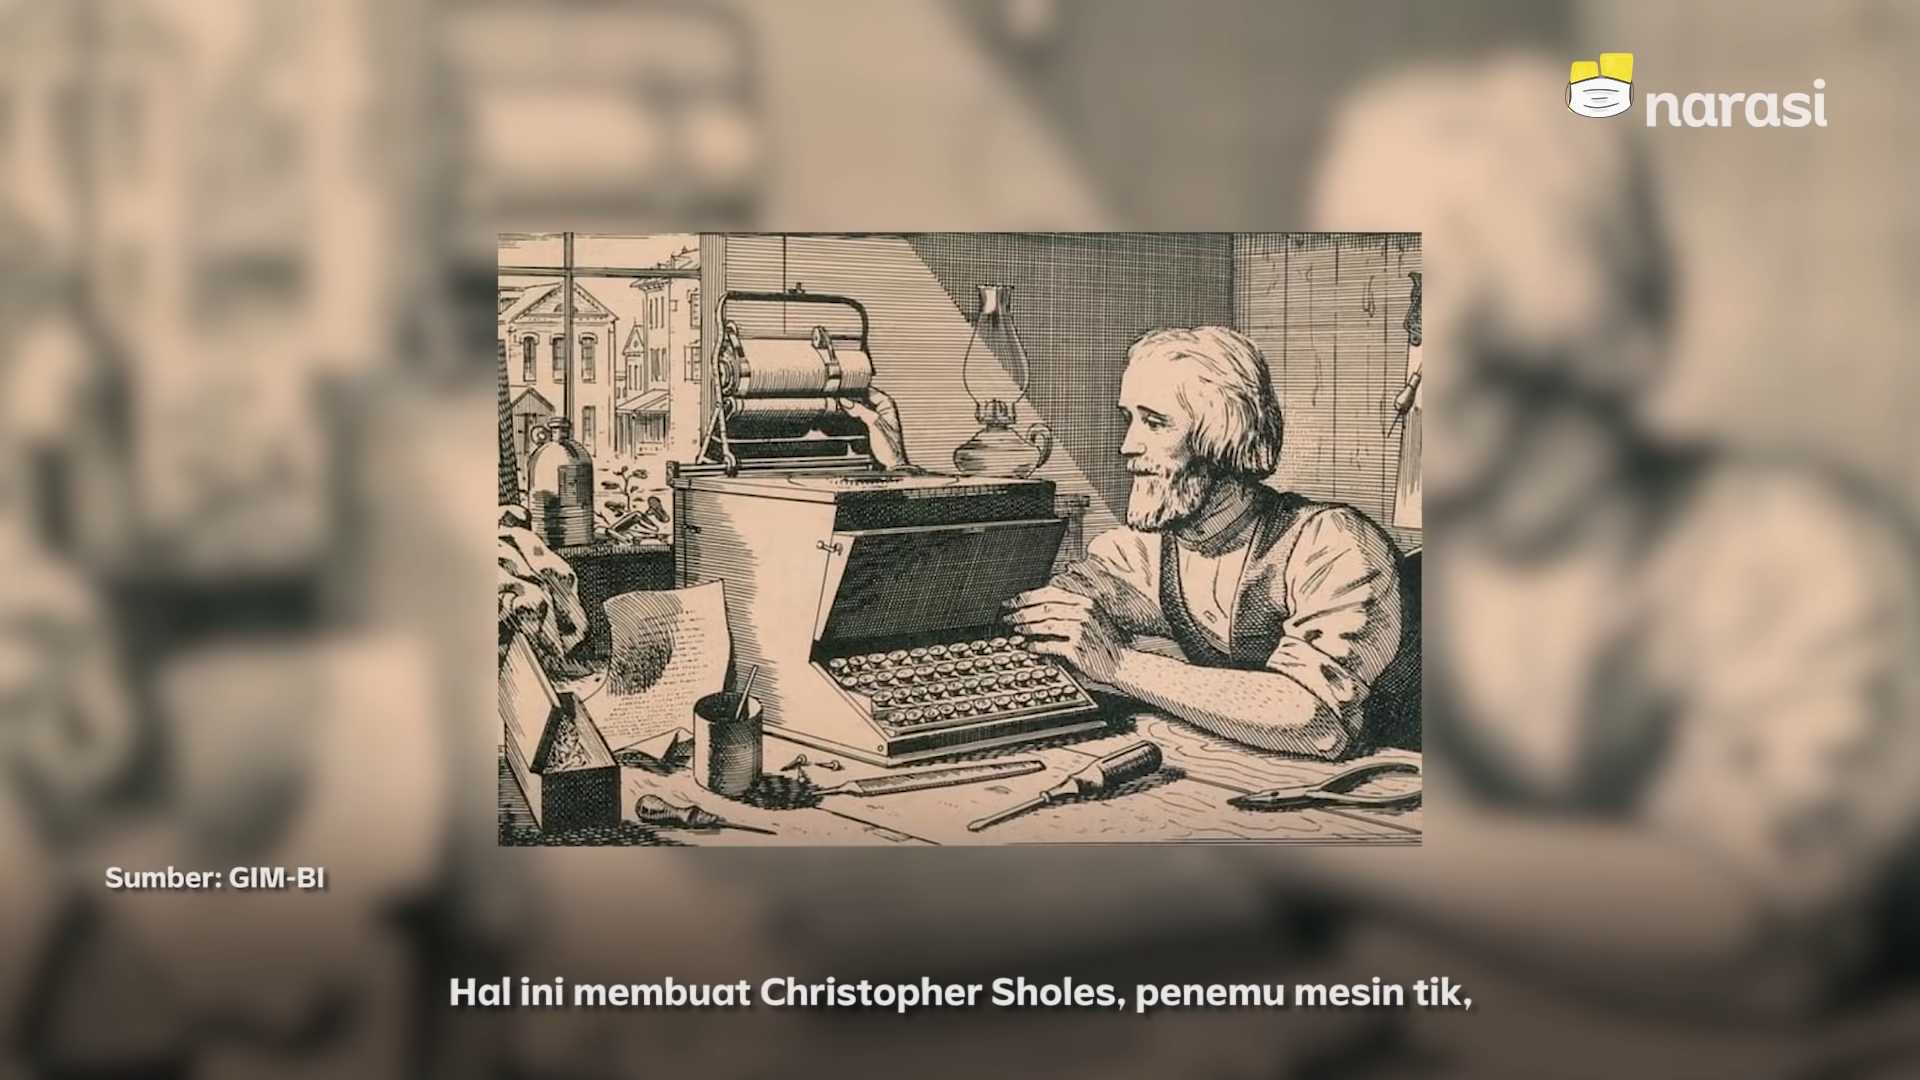 narasi
Sumber: GIM-BI
Hal ini membuat Christopher Sholes, penemu mesin tik,